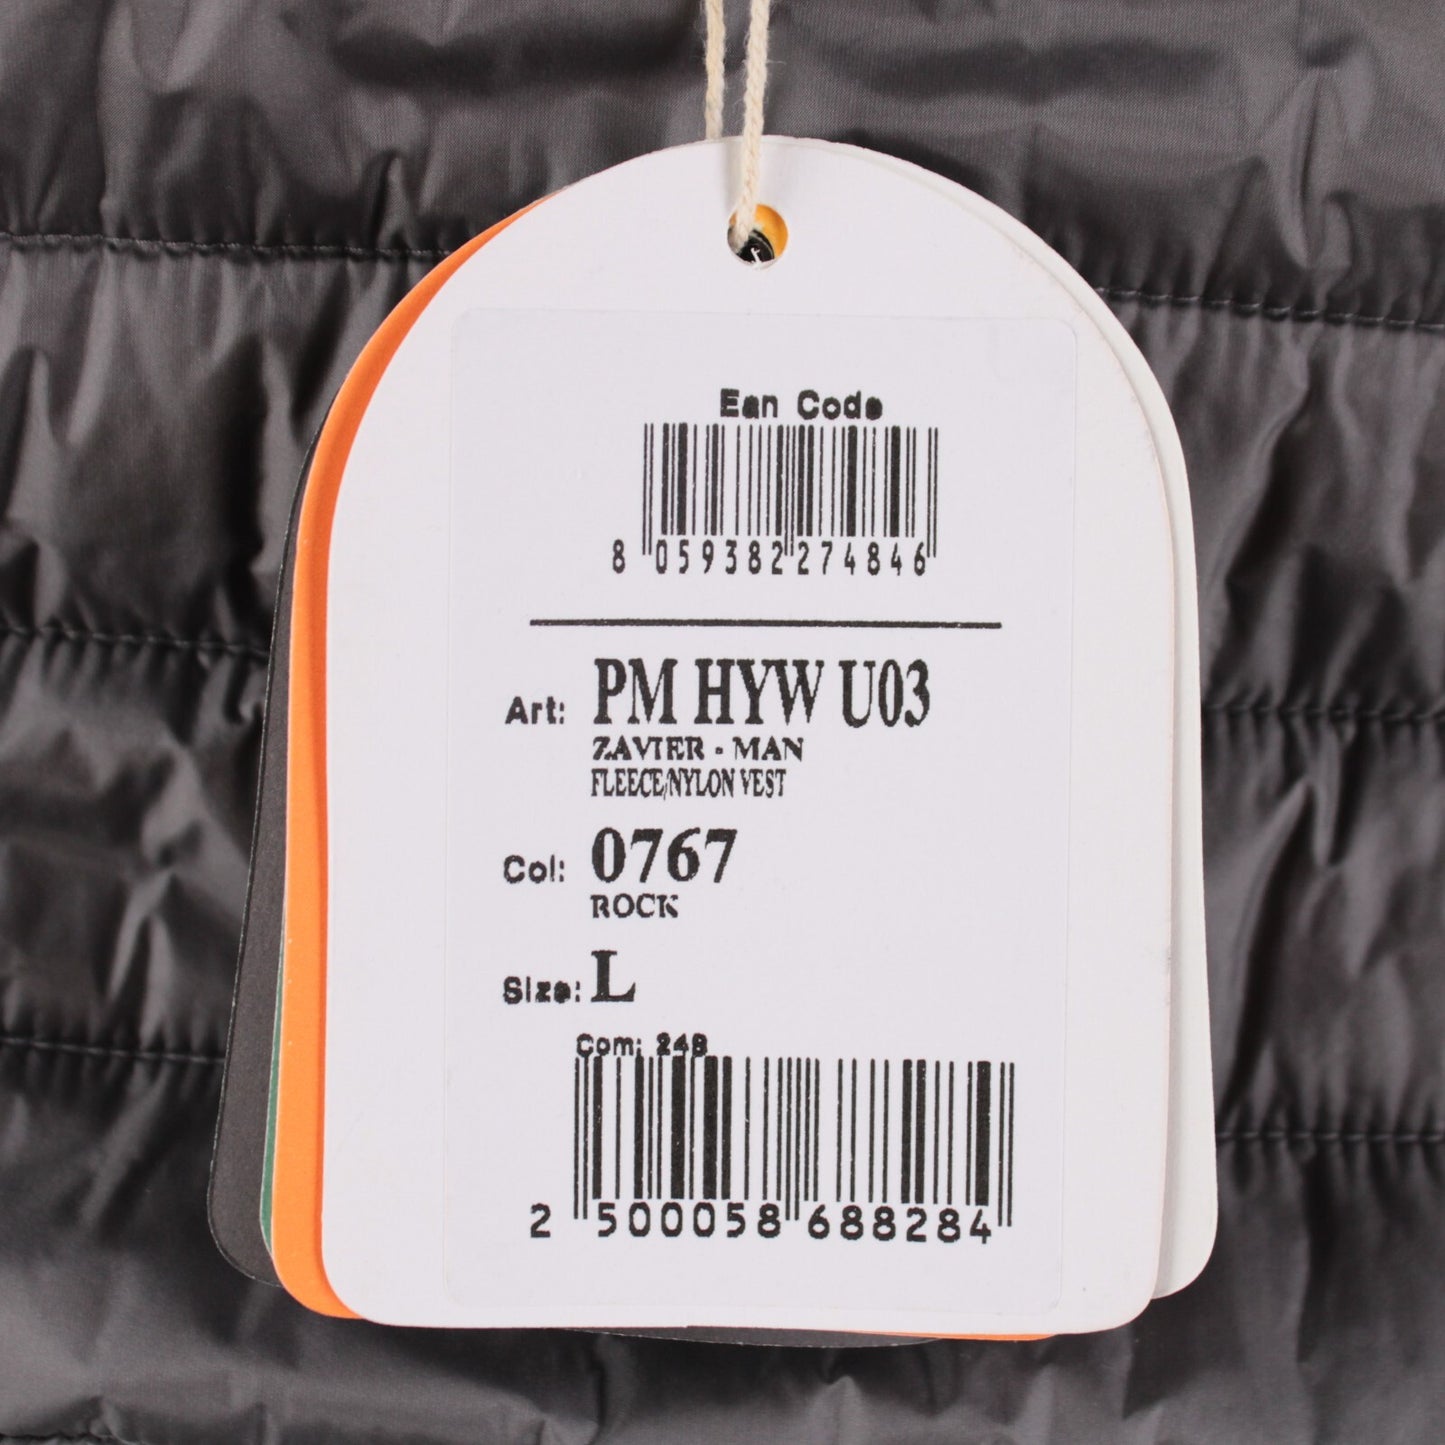 Ean Code
8 059382 274846
Art: PM HYW U03
ZAVIER - MAN
FLEECE/NYLON VEST
Col: 0767
ROCK
Size: L
Com: 248
2 500058 688284